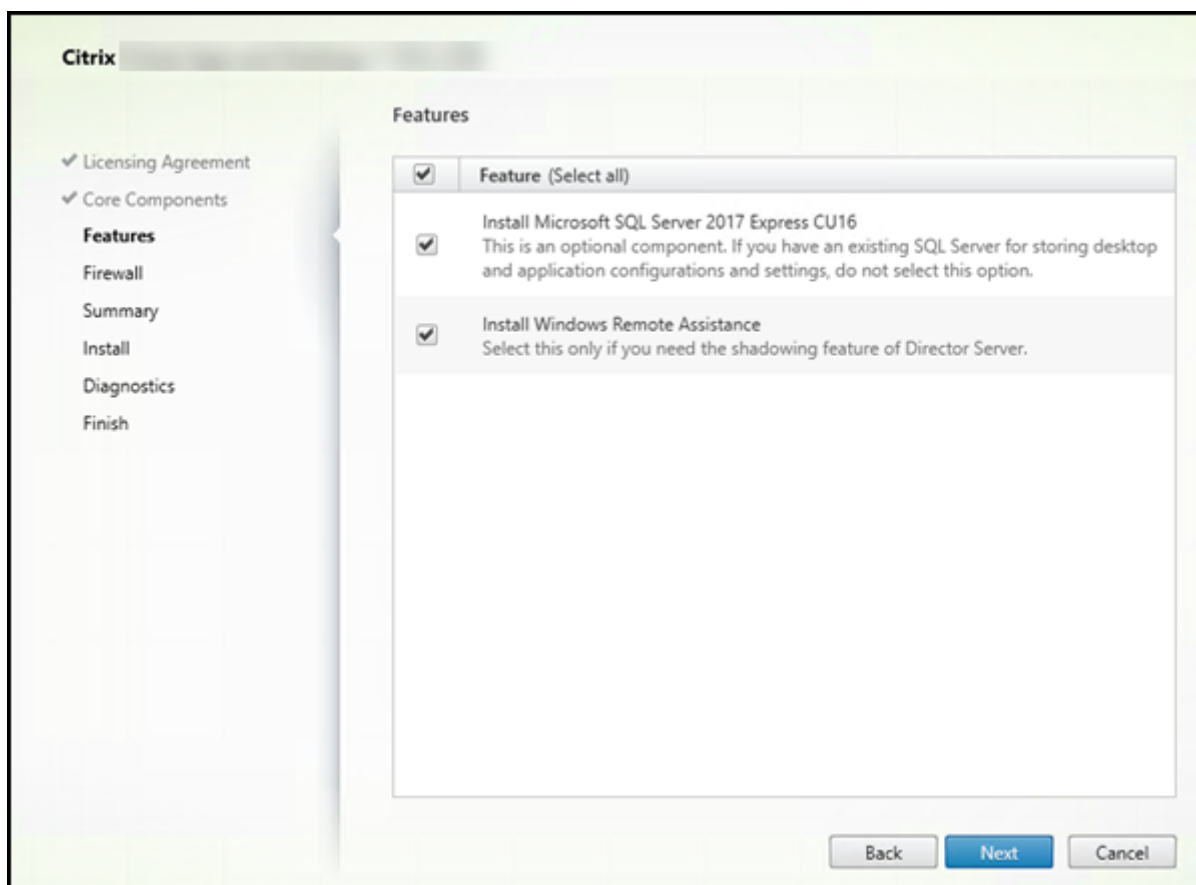 Citrix
Features
Licensing Agreement
Core Components
Features
Firewall
Summary
Install
Diagnostics
Finish
Feature (Select all)
Install Microsoft SQL Server 2017 Express CU16
This is an optional component. If you have an existing SQL Server for storing desktop
and application configurations and settings, do not select this option.
Install Windows Remote Assistance
Select this only if you need the shadowing feature of Director Server.
Back
Next
Cancel